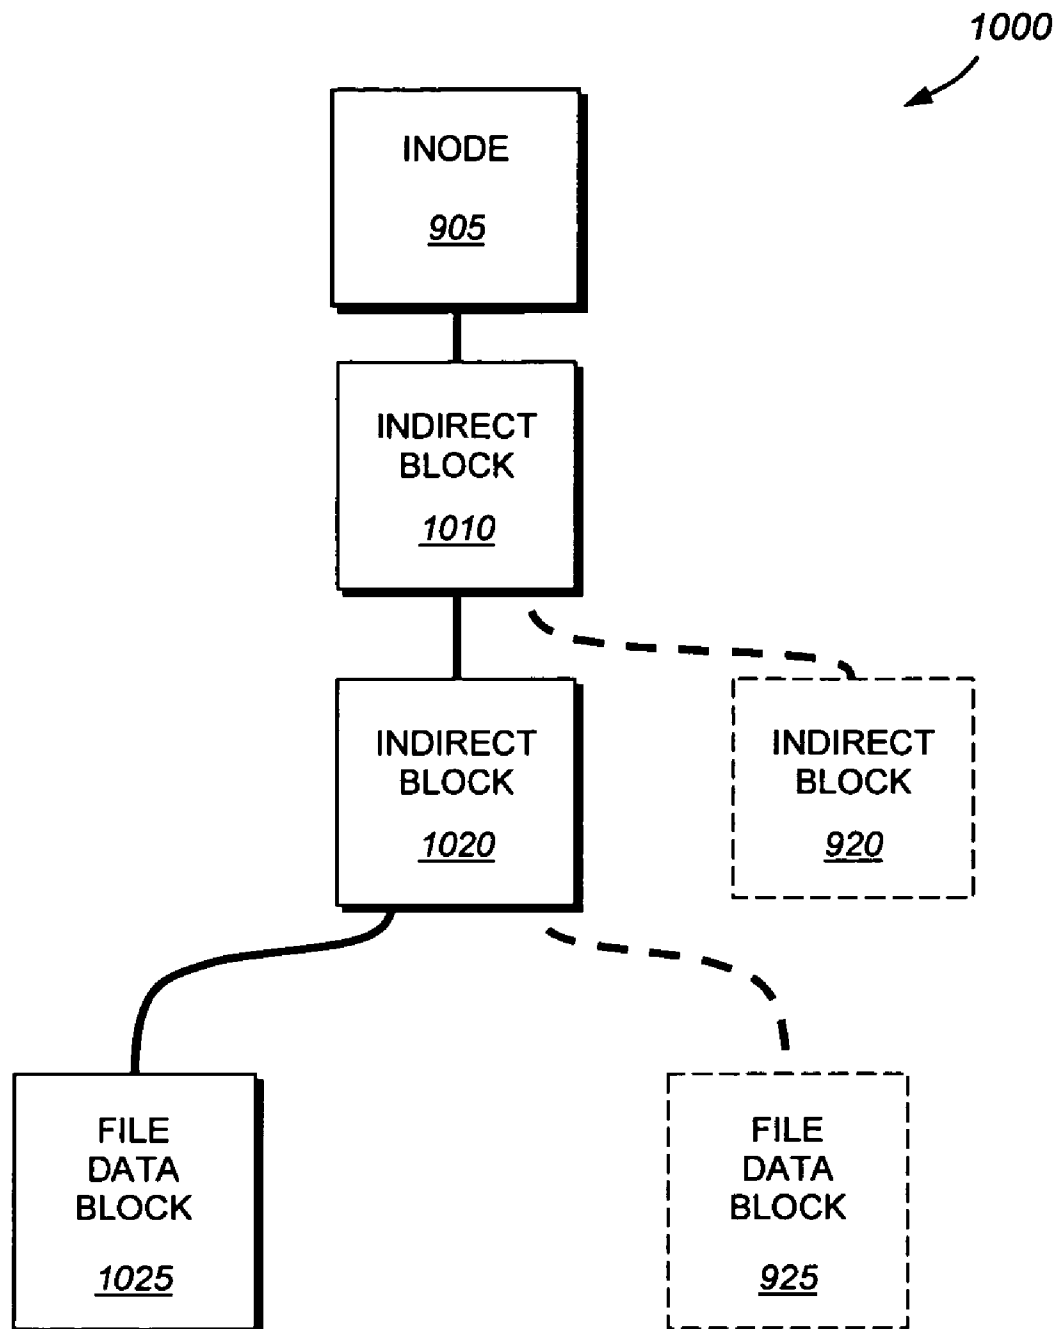 1000
INODE
905
INDIRECT
BLOCK
1010
INDIRECT
BLOCK
1020
INDIRECT
BLOCK
920
FILE
DATA
BLOCK
1025
FILE
DATA
BLOCK
925